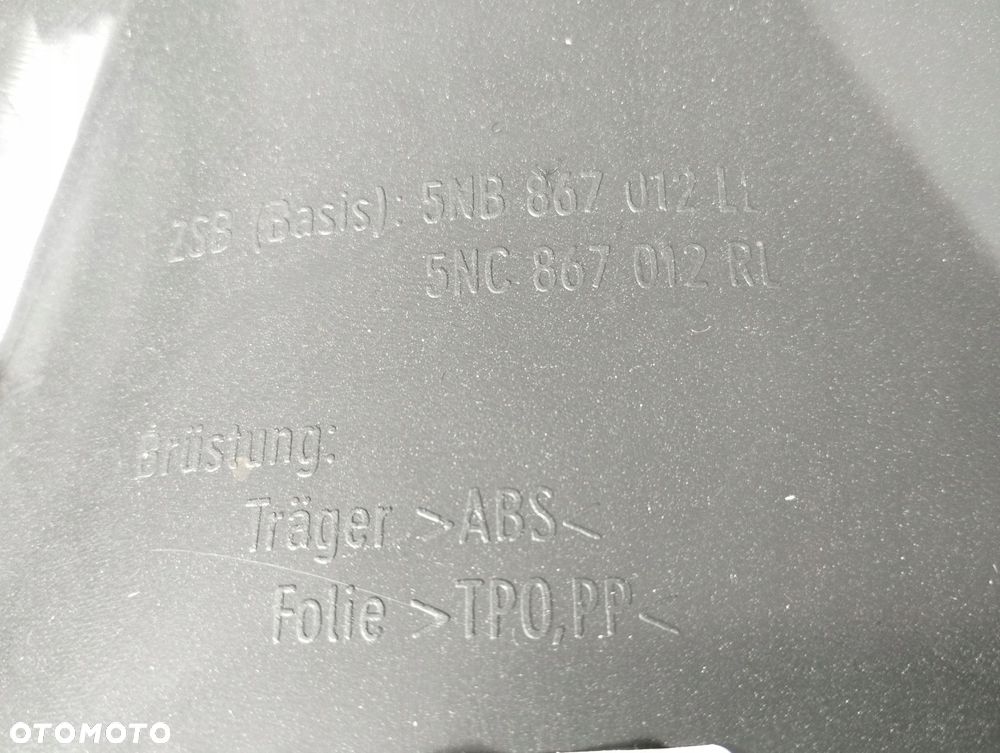 ZSB (Basis): 5NB 867 012 LL
5NC 867 012 RL
Brüstung:
Träger >ABS<
Folie >TPO,PP<
OTOMOTO